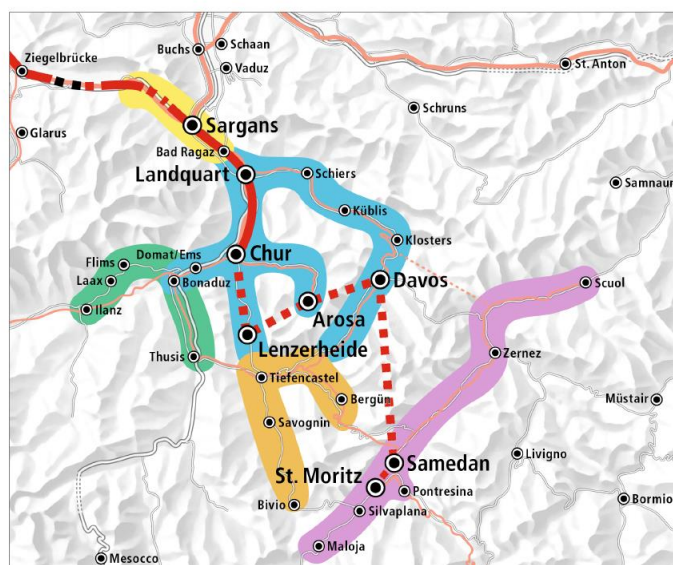 Buchs
Schaan
Ziegelbrücke
St. Anton
Vaduz
Schruns
Glarus
Sargans
Bad Ragaz
Landquart
Schiers
Samnaun
Küblis
Klosters
Flims
Domat/Ems
Chur
Laax
Bonaduz
Davos
Scuol
Ilanz
Arosa
Lenzerheide
Thusis
Zernez
Tiefencastel
Bergün
Müstair
Savognin
Livigno
St. Moritz
Samedan
Pontresina
Bormio
Bivio
Silvaplana
Maloja
Mesocco